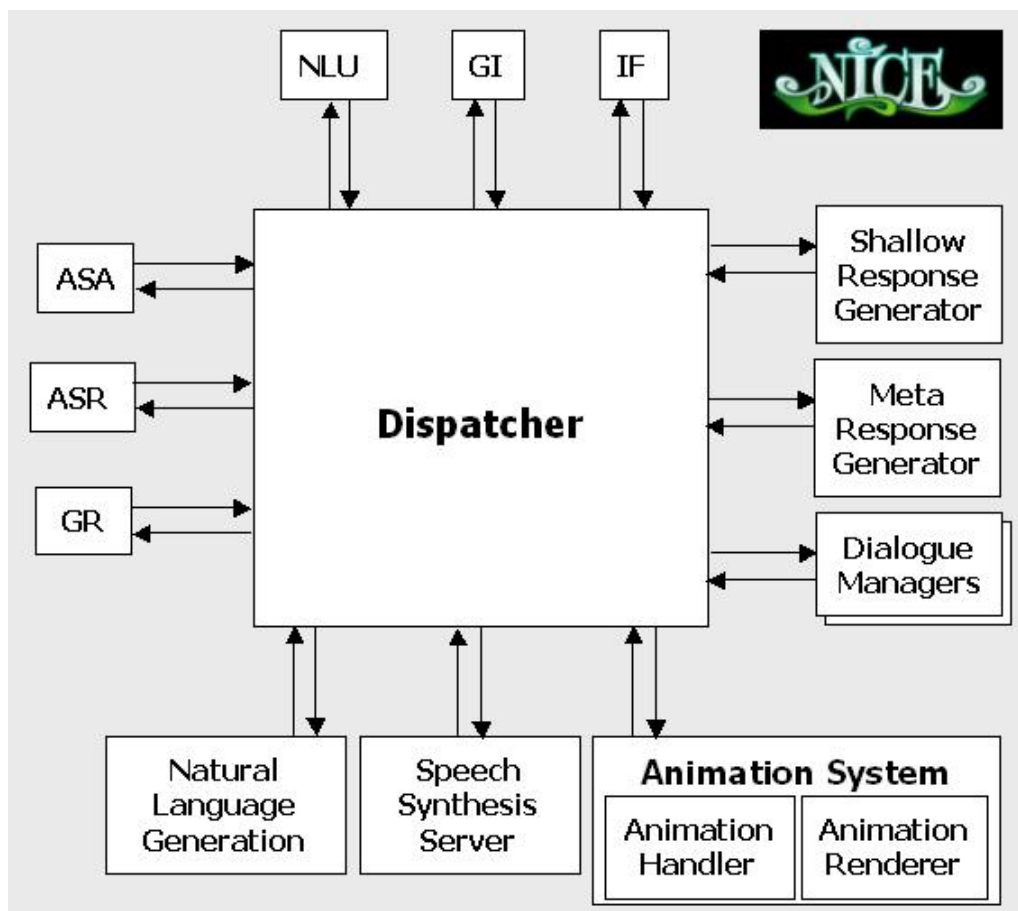 NLU
GI
IF
NICE
ASA
Shallow
Response
Generator
ASR
Dispatcher
Meta
Response
Generator
GR
Dialogue
Managers
Natural
Language
Generation
Speech
Synthesis
Server
Animation System
Animation
Handler
Animation
Renderer